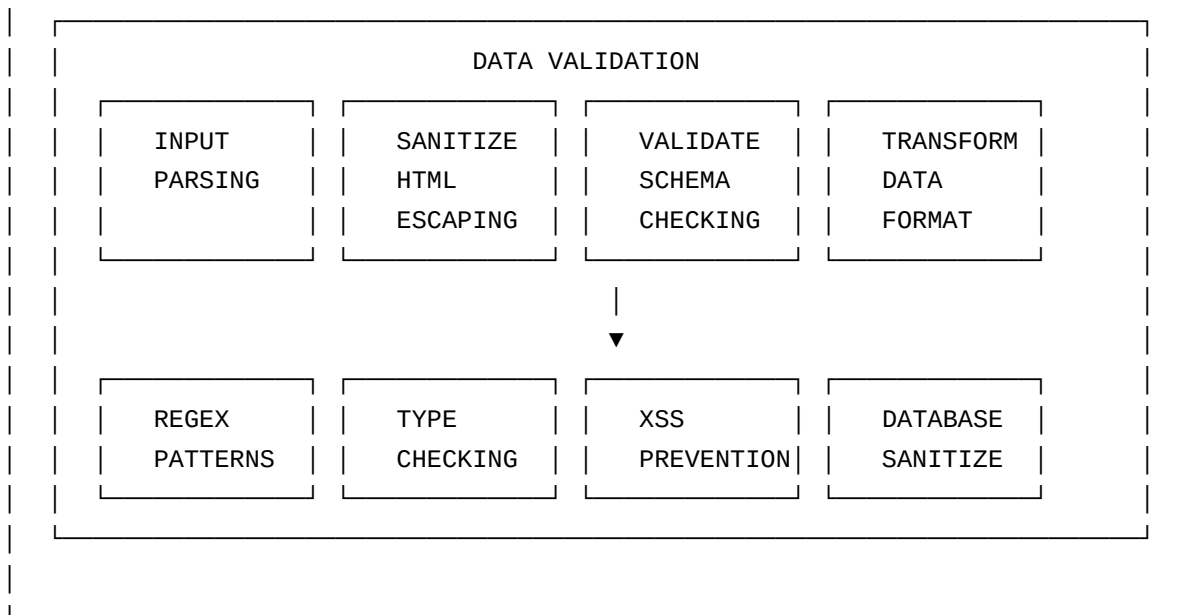 DATA VALIDATION
INPUT SANITIZE VALIDATE TRANSFORM
PARSING HTML SCHEMA DATA
ESCAPING CHECKING FORMAT
▼
REGEX TYPE XSS DATABASE
PATTERNS CHECKING PREVENTION SANITIZE